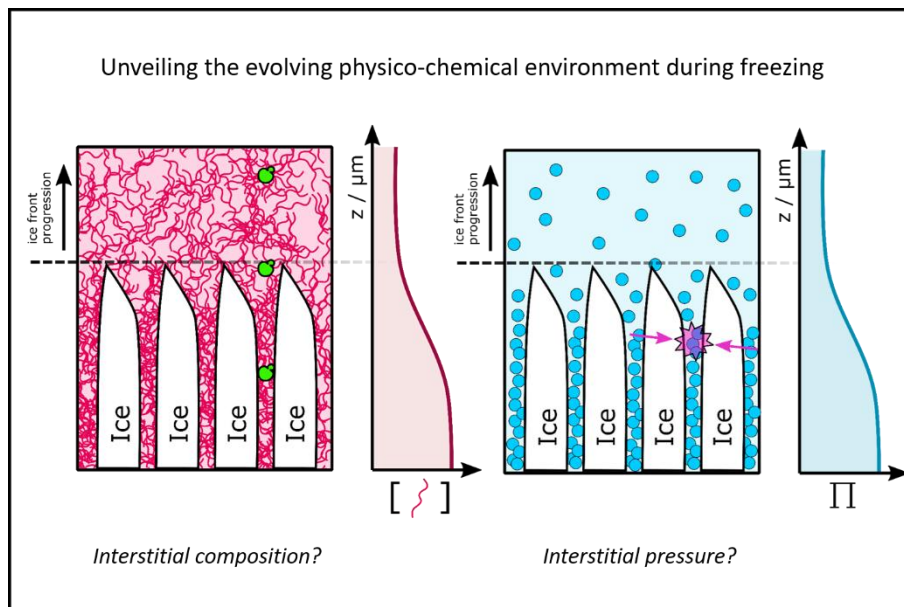 Unveiling the evolving physico-chemical environment during freezing
ice front
progression
z / µm
Ice
Ice
Ice
Ice
[ ]
Interstitial composition?
ice front
progression
z / µm
Ice
Ice
Ice
Ice
Π
Interstitial pressure?